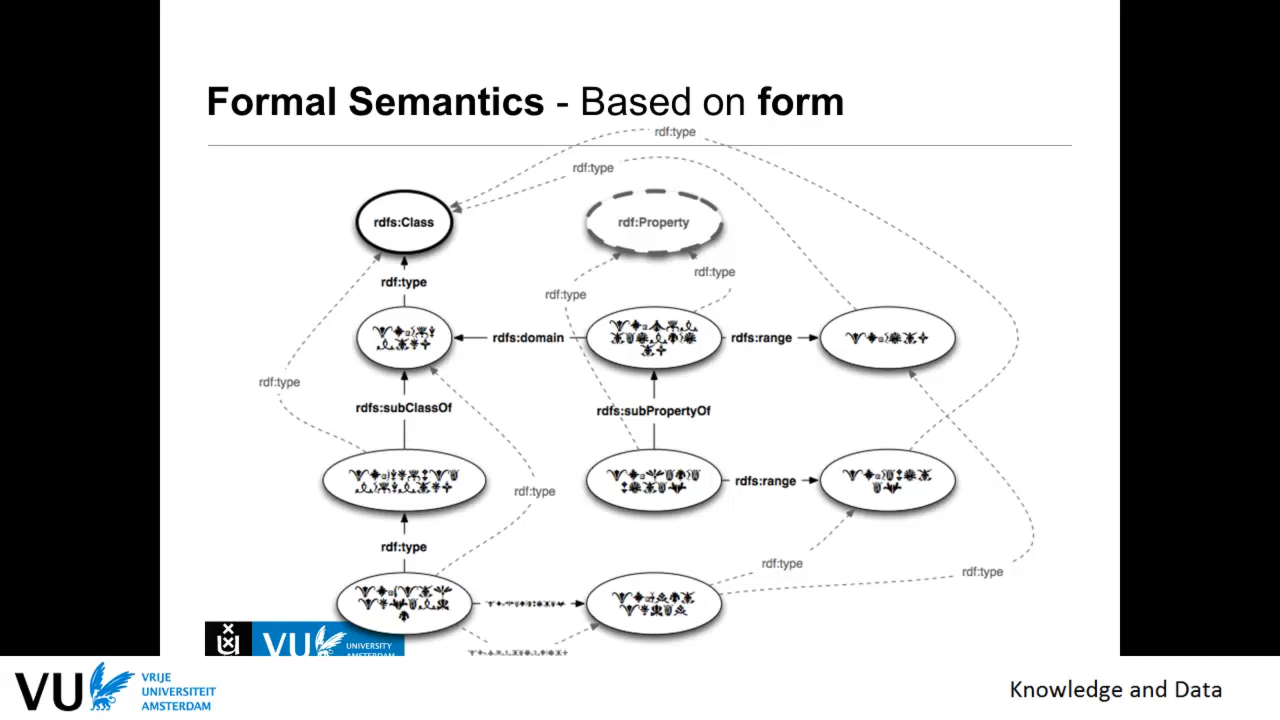 Formal Semantics - Based on form
rdf:type
rdf:type
rdfs:Class
rdf:Property
rdf:type
rdf:type
rdf:type
rdfs:domain
rdfs:range
rdf:type
rdfs:subClassOf
rdfs:subPropertyOf
rdfs:range
rdf:type
rdf:type
rdf:type
rdf:type
VU
UNIVERSITY
AMSTERDAM
VU
VRIJE
UNIVERSITEIT
AMSTERDAM
Knowledge and Data